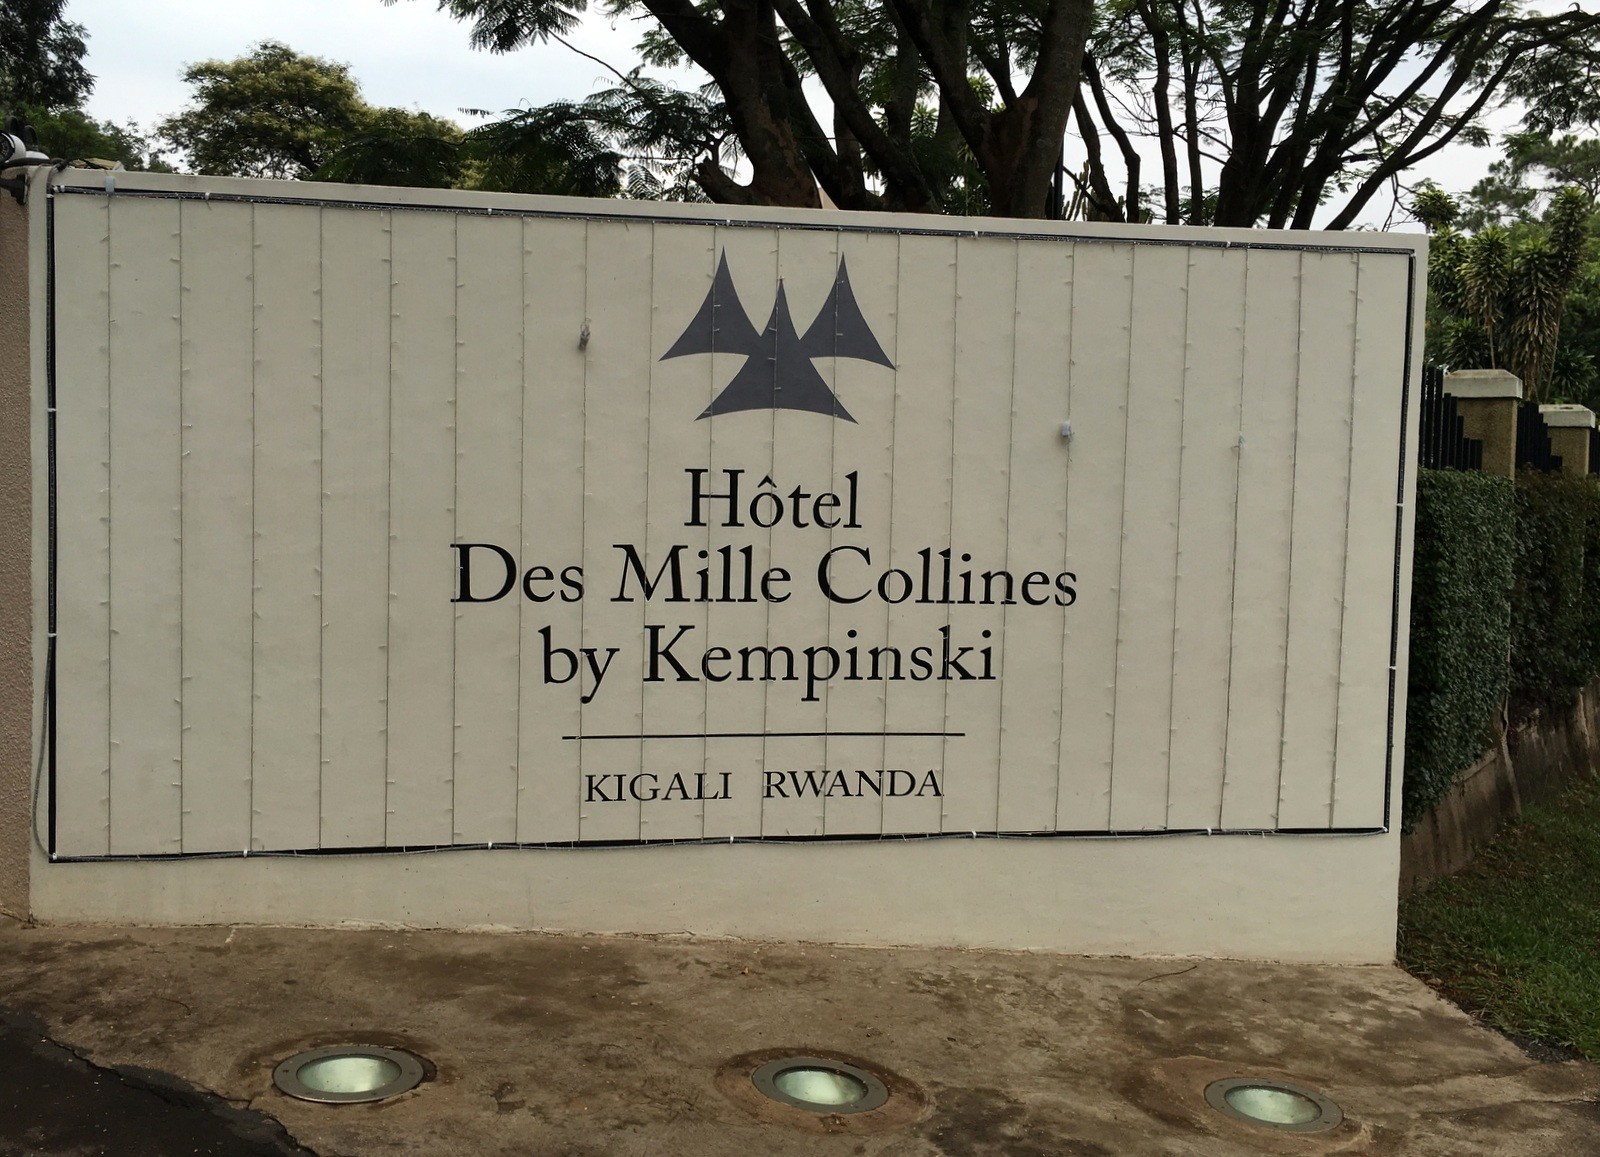 Hôtel
Des Mille Collines
by Kempinski
KIGALI RWANDA